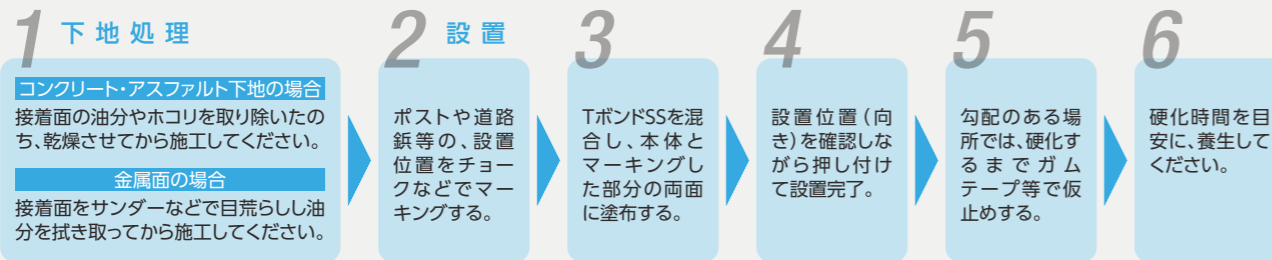 1 下地処理
コンクリート・アスファルト下地の場合
接着面の油分やホコリを取り除いたの
ち、乾燥させてから施工してください。
金属面の場合
接着面をサンダーなどで目荒らしし油
分を拭き取ってから施工してください。
2 設置
ポストや道路
鋲等の、設置
位置をチョー
クなどでマー
キングする。
3
TボンドSSを混
合し、本体と
マーキングし
た部分の両面
に塗布する。
4
設置位置(向
き)を確認しな
がら押し付け
て設置完了。
5
勾配のある場
所では、硬化す
るまでガム
テープ等で仮
止めする。
6
硬化時間を目
安に、養生して
ください。